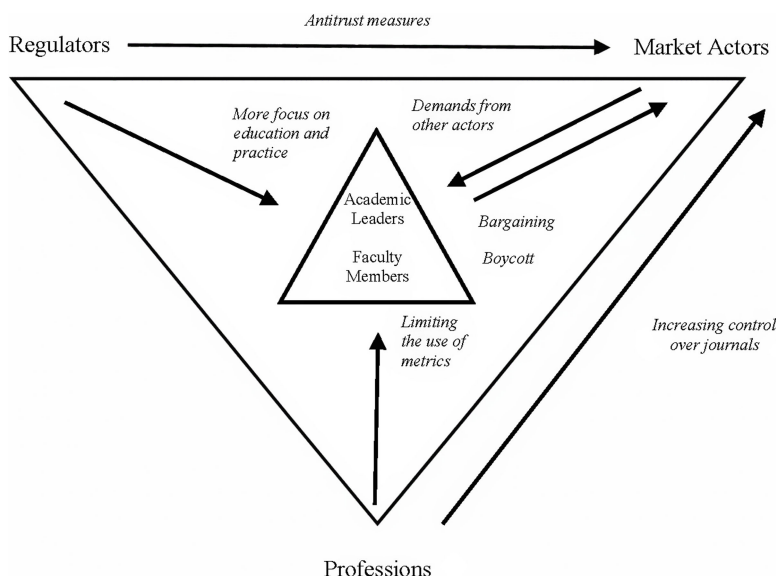 Antitrust measures
Regulators
Market Actors
More focus on
education and
practice
Demands from
other actors
Academic
Leaders
Faculty
Members
Bargaining
Boycott
Limiting
the use of
metrics
Increasing control
over journals
Professions